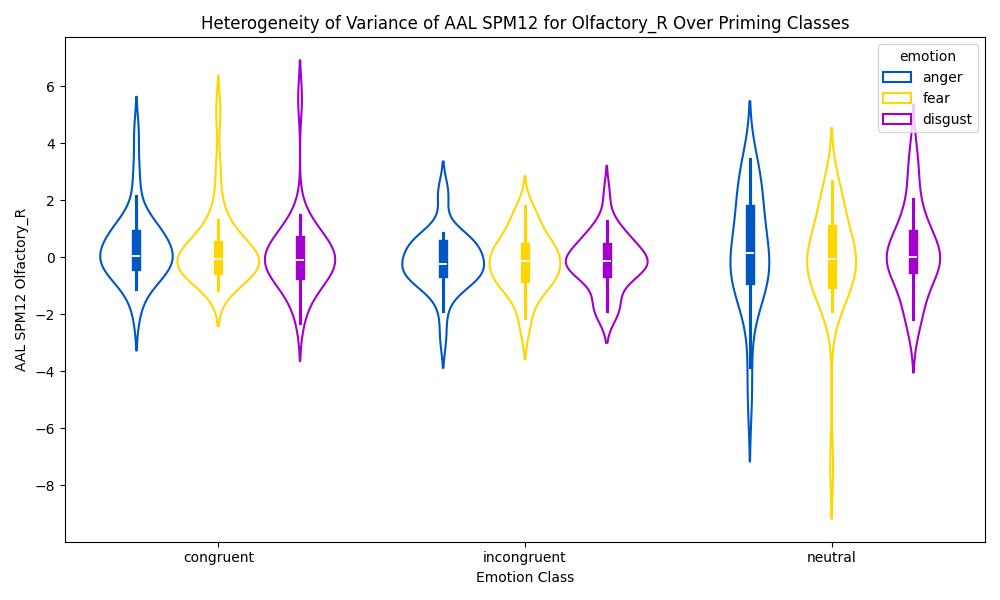 Heterogeneity of Variance of AAL SPM12 for Olfactory_R Over Priming Classes
emotion
anger
fear
disgust
AAL SPM12 Olfactory_R
6
4
2
0
−2
−4
−6
−8
congruent
incongruent
neutral
Emotion Class